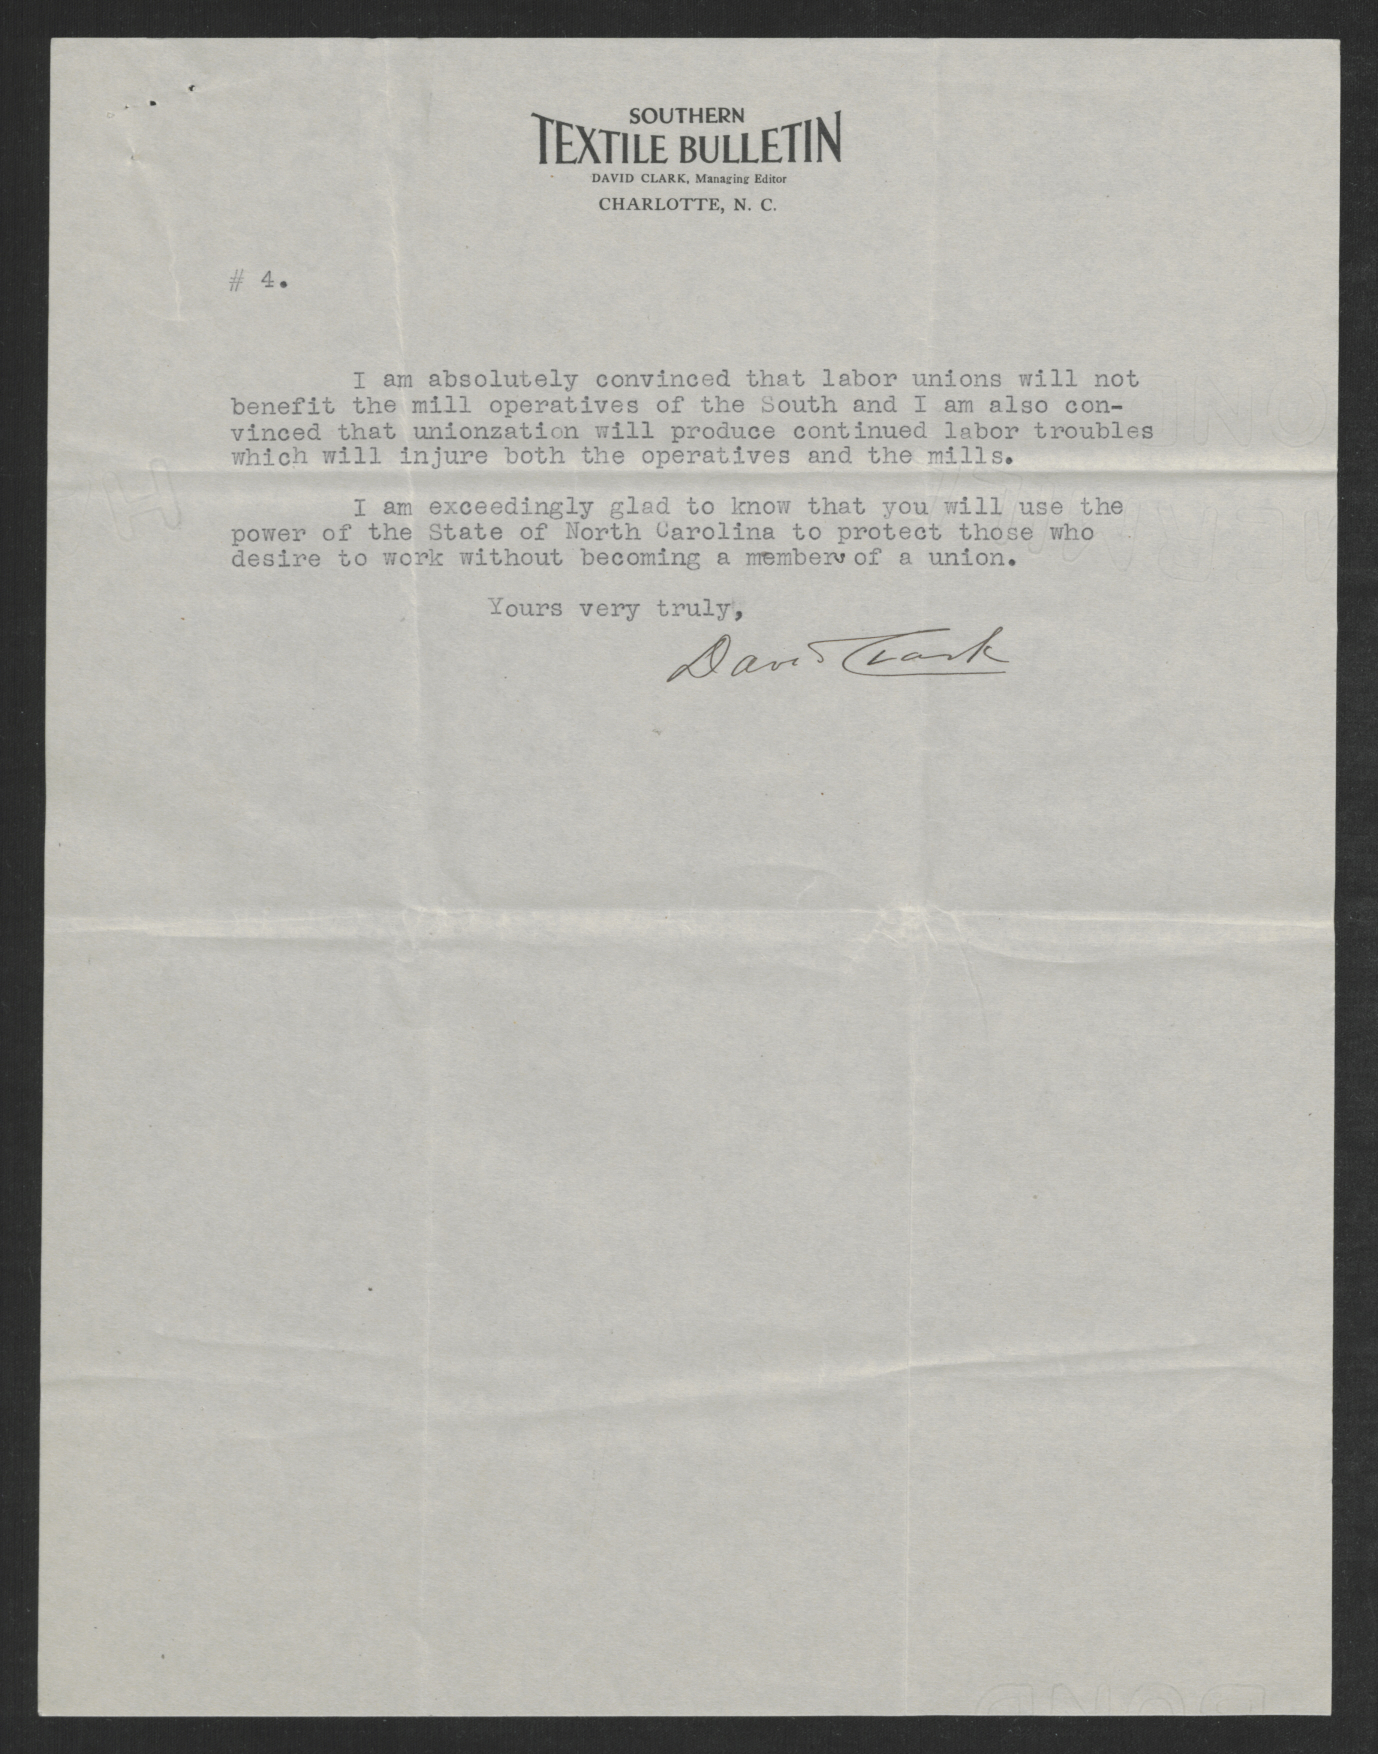 SOUTHERN
TEXTILE BULLETIN
DAVID CLARK, Managing Editor
CHARLOTTE, N. C.
# 4.
I am absolutely convinced that labor unions will not
benefit the mill operatives of the South and I am also con-
vinced that unionzation will produce continued labor troubles
which will injure both the operatives and the mills.
I am exceedingly glad to know that you will use the
power of the State of North Carolina to protect those who
desire to work without becoming a member of a union.
Yours very truly,
David Clark
BOND